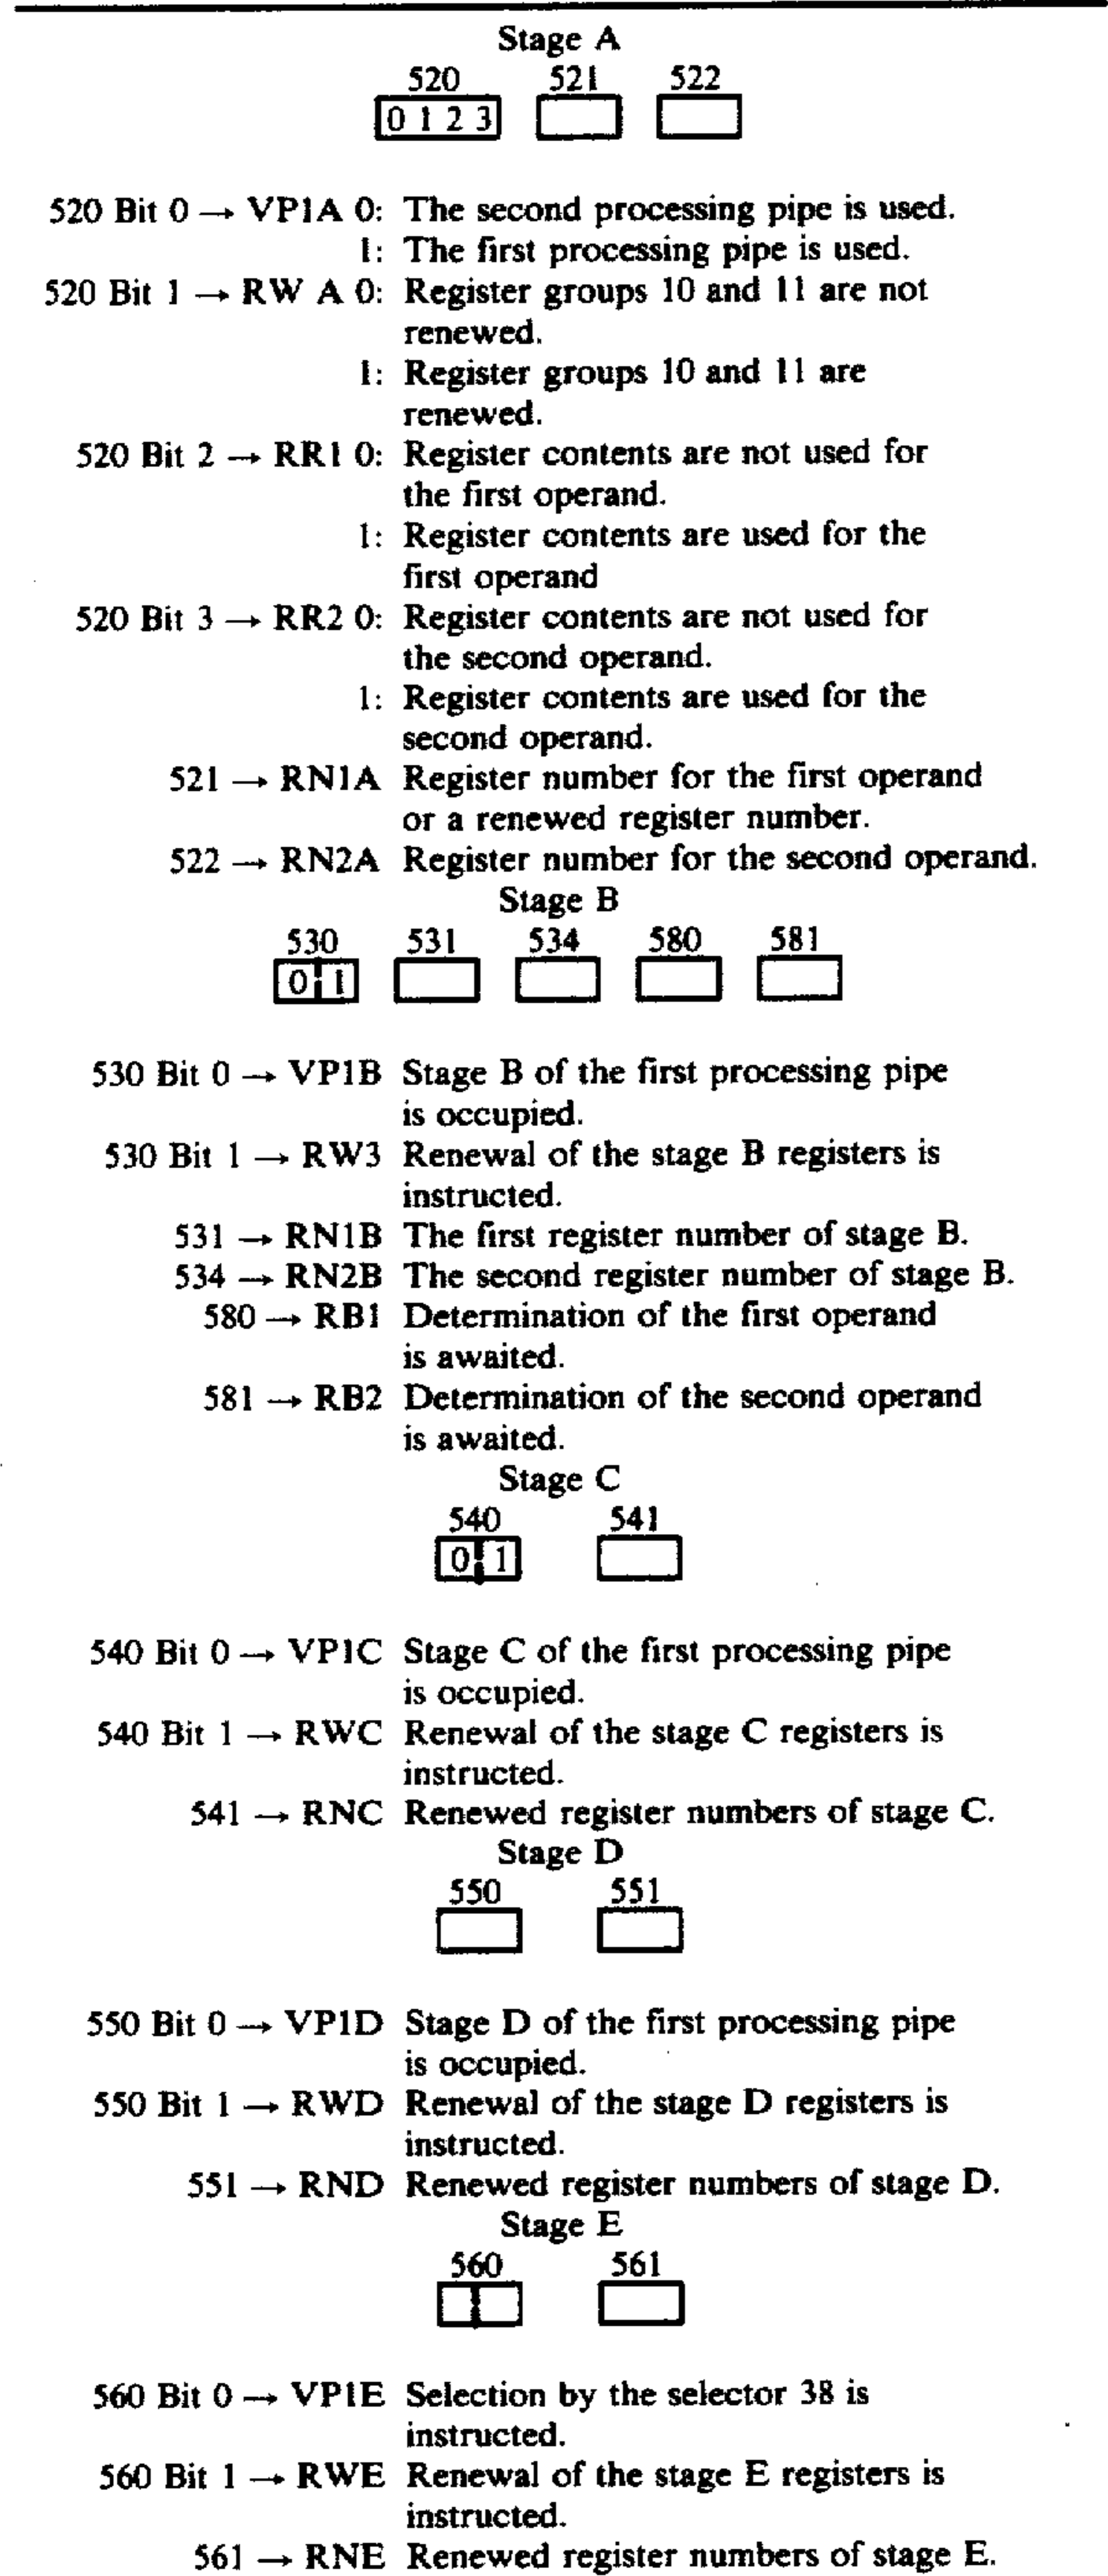 Stage A
520 521 522
0 1 2 3
520 Bit 0 → VP1A 0: The second processing pipe is used.
1: The first processing pipe is used.
520 Bit 1 → RW A 0: Register groups 10 and 11 are not
renewed.
1: Register groups 10 and 11 are
renewed.
520 Bit 2 → RR1 0: Register contents are not used for
the first operand.
1: Register contents are used for the
first operand
520 Bit 3 → RR2 0: Register contents are not used for
the second operand.
1: Register contents are used for the
second operand.
521 → RN1A Register number for the first operand
or a renewed register number.
522 → RN2A Register number for the second operand.
Stage B
530 531 534 580 581
0 1
530 Bit 0 → VP1B Stage B of the first processing pipe
is occupied.
530 Bit 1 → RW3 Renewal of the stage B registers is
instructed.
531 → RN1B The first register number of stage B.
534 → RN2B The second register number of stage B.
580 → RB1 Determination of the first operand
is awaited.
581 → RB2 Determination of the second operand
is awaited.
Stage C
540 541
0 1
540 Bit 0 → VP1C Stage C of the first processing pipe
is occupied.
540 Bit 1 → RWC Renewal of the stage C registers is
instructed.
541 → RNC Renewed register numbers of stage C.
Stage D
550 551
550 Bit 0 → VP1D Stage D of the first processing pipe
is occupied.
550 Bit 1 → RWD Renewal of the stage D registers is
instructed.
551 → RND Renewed register numbers of stage D.
Stage E
560 561
560 Bit 0 → VP1E Selection by the selector 38 is
instructed.
560 Bit 1 → RWE Renewal of the stage E registers is
instructed.
561 → RNE Renewed register numbers of stage E.